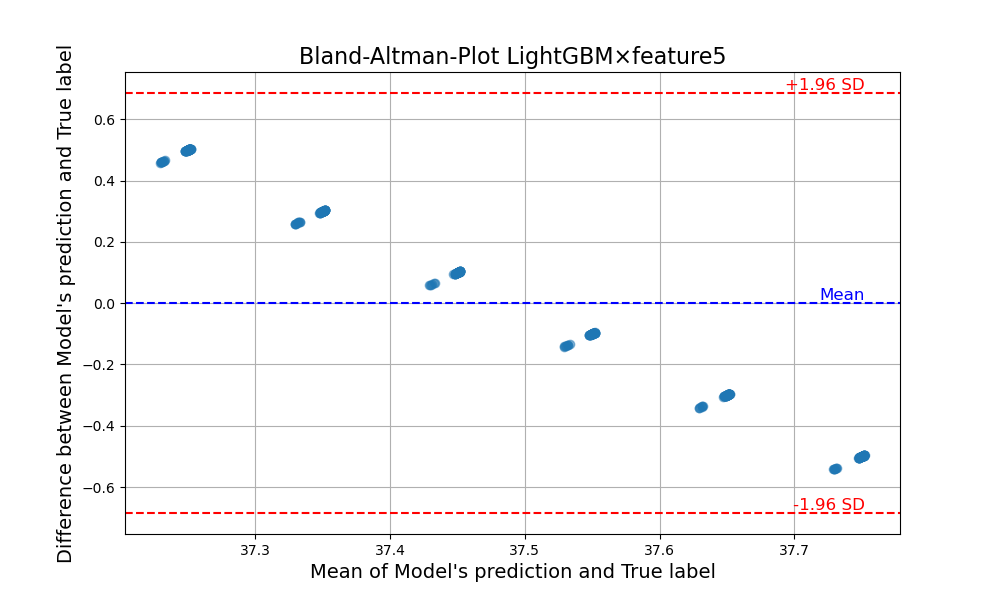 Bland-Altman-Plot LightGBM×feature5
Difference between Model's prediction and True label
+1.96 SD
0.6
0.4
0.2
Mean
0.0
−0.2
−0.4
−0.6
-1.96 SD
37.3 37.4 37.5 37.6 37.7
Mean of Model's prediction and True label